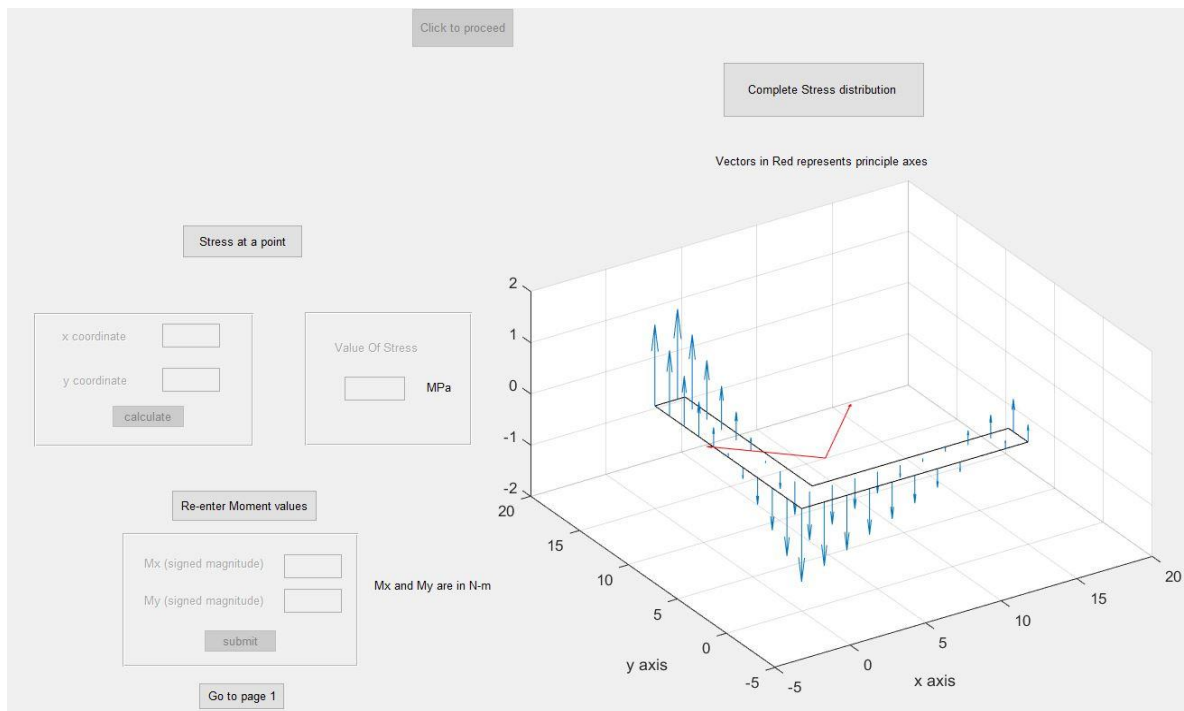 Click to proceed
Complete Stress distribution
Vectors in Red represents principle axes
Stress at a point
x coordinate
y coordinate
calculate
Value Of Stress
MPa
Re-enter Moment values
Mx (signed magnitude)
My (signed magnitude)
submit
Mx and My are in N-m
Go to page 1
2
1
0
-1
-2
20
15
10
5
0
-5
y axis
-5
0
5
10
15
20
x axis